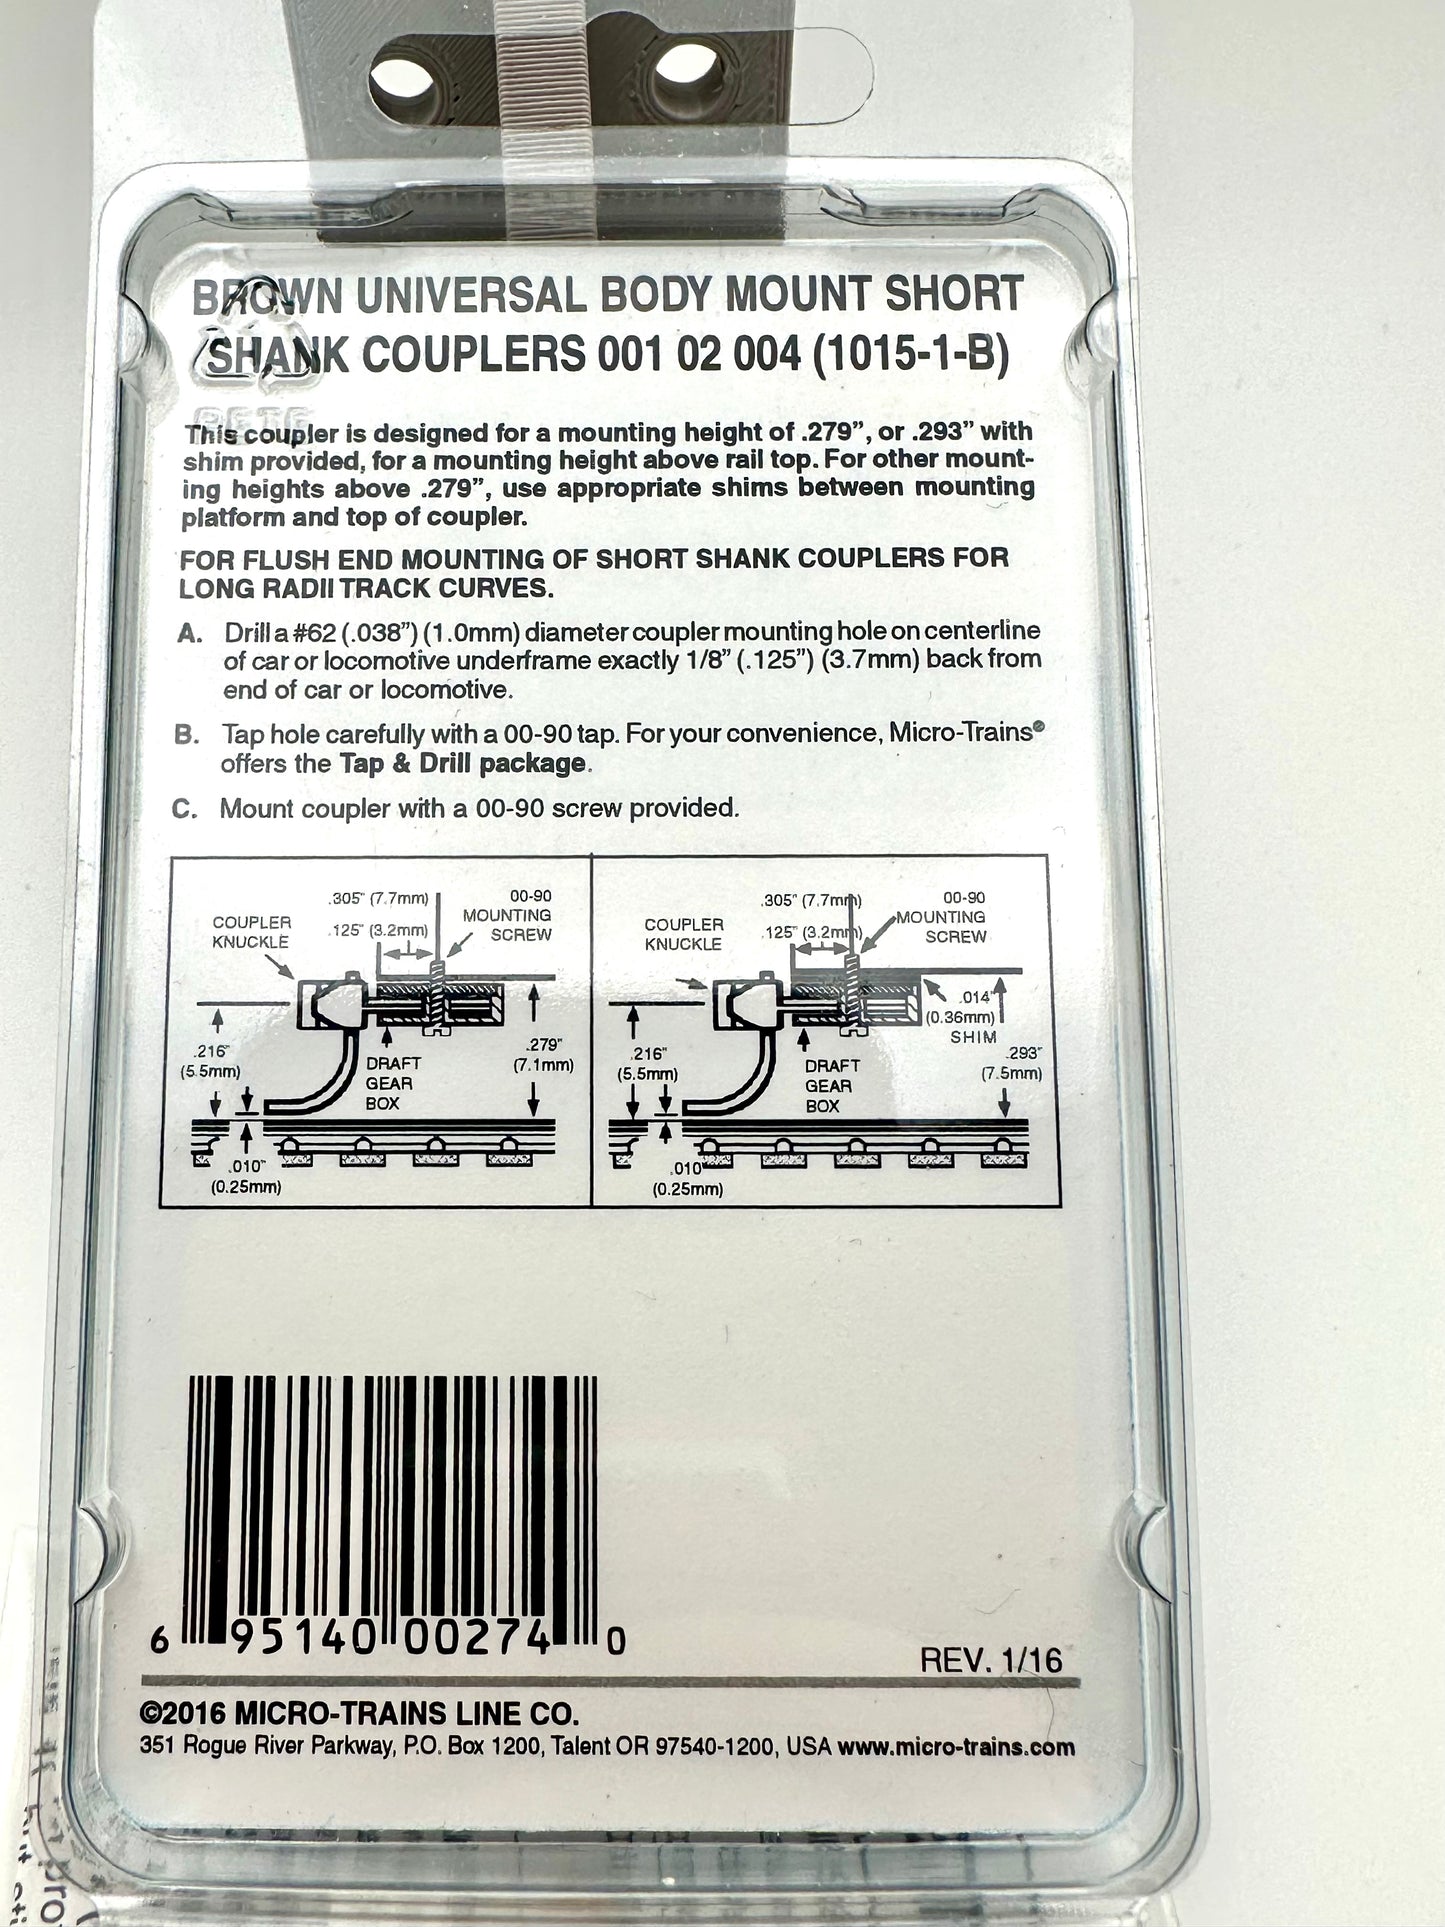 BROWN UNIVERSAL BODY MOUNT SHORT
SHANK COUPLERS 001 02 004 (1015-1-B)
PETE
This coupler is designed for a mounting height of .279”, or .293” with
shim provided, for a mounting height above rail top. For other mount-
ing heights above .279”, use appropriate shims between mounting
platform and top of coupler.
FOR FLUSH END MOUNTING OF SHORT SHANK COUPLERS FOR
LONG RADII TRACK CURVES.
A. Drill a #62 (.038”) (1.0mm) diameter coupler mounting hole on centerline
of car or locomotive underframe exactly 1/8” (.125”) (3.7mm) back from
end of car or locomotive.
B. Tap hole carefully with a 00-90 tap. For your convenience, Micro-Trains®
offers the Tap & Drill package.
C. Mount coupler with a 00-90 screw provided.
.305" (7.7mm)
.125" (3.2mm)
00-90
MOUNTING
SCREW
COUPLER
KNUCKLE
.216"
(5.5mm)
DRAFT
GEAR
BOX
.279"
(7.1mm)
.010"
(0.25mm)
.305" (7.7mm)
.125" (3.2mm)
00-90
MOUNTING
SCREW
COUPLER
KNUCKLE
.014"
(0.36mm)
SHIM
.216"
(5.5mm)
DRAFT
GEAR
BOX
.293"
(7.5mm)
.010"
(0.25mm)
6 95140 00274 0
REV. 1/16
©2016 MICRO-TRAINS LINE CO.
351 Rogue River Parkway, P.O. Box 1200, Talent OR 97540-1200, USA www.micro-trains.com